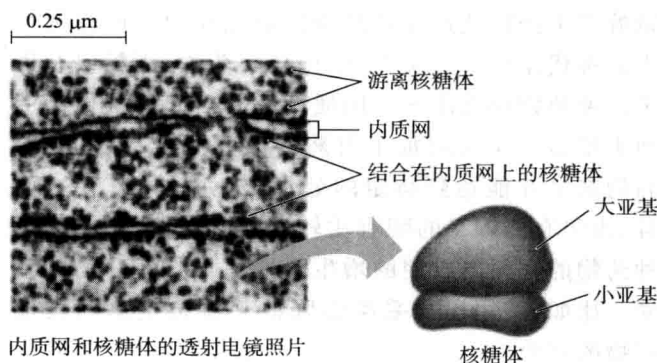 0.25 μm
游离核糖体
内质网
结合在内质网上的核糖体
大亚基
小亚基
内质网和核糖体的透射电镜照片
核糖体